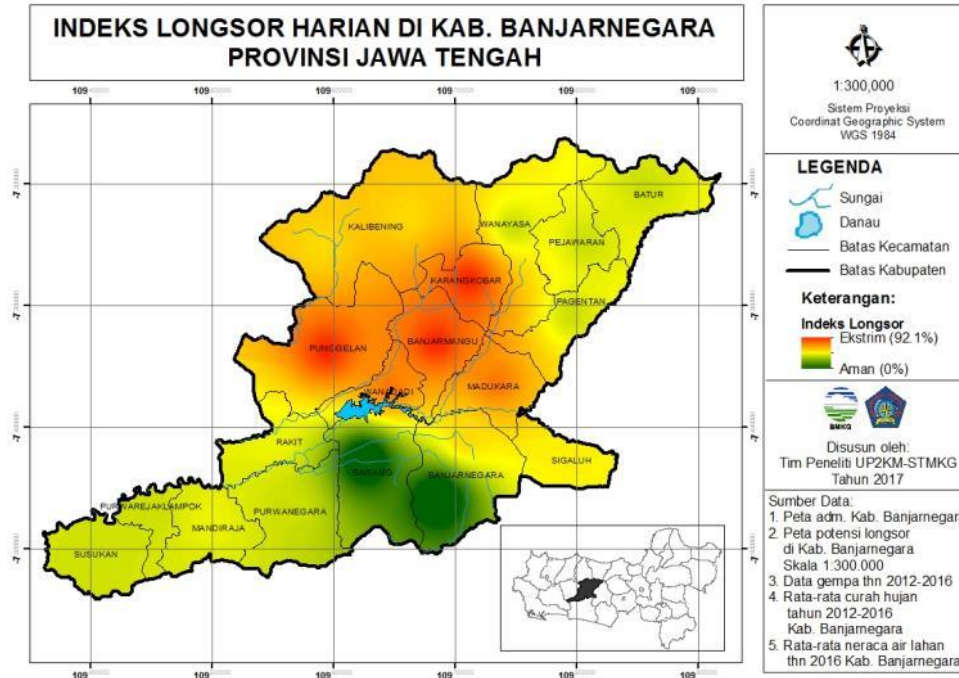 INDEKS LONGSOR HARIAN DI KAB. BANJARNEGARA
PROVINSI JAWA TENGAH
1:300,000
Sistem Proyeksi
Coordinat Geographic System
WGS 1984
LEGENDA
Sungai
Danau
Batas Kecamatan
Batas Kabupaten
Keterangan:
Indeks Longsor
Ekstrim (92.1%)
Aman (0%)
BMKG
Disusun oleh:
Tim Peneliti UP2KM-STMKG
Tahun 2017
Sumber Data:
1. Peta adm. Kab. Banjarnegar
2. Peta potensi longsor
di Kab. Banjarnegara
Skala 1:300.000
3. Data gempa thn 2012-2016
4. Rata-rata curah hujan
tahun 2012-2016
Kab. Banjarnegara
5. Rata-rata neraca air lahan
thn 2016 Kab. Banjarnegara
BATUR
KALIBENING
WANAYASA
PEJAWARAN
KARANGKOBAR
PAGENTAN
PUNGGELAN
BANJARMANGU
MADUKARA
WANADADI
RAKIT
SIGALUH
BAWANG
BANJARNEGARA
PURWAREJAKLAMPOK
PURWANEGARA
MANDIRAJA
SUSUKAN